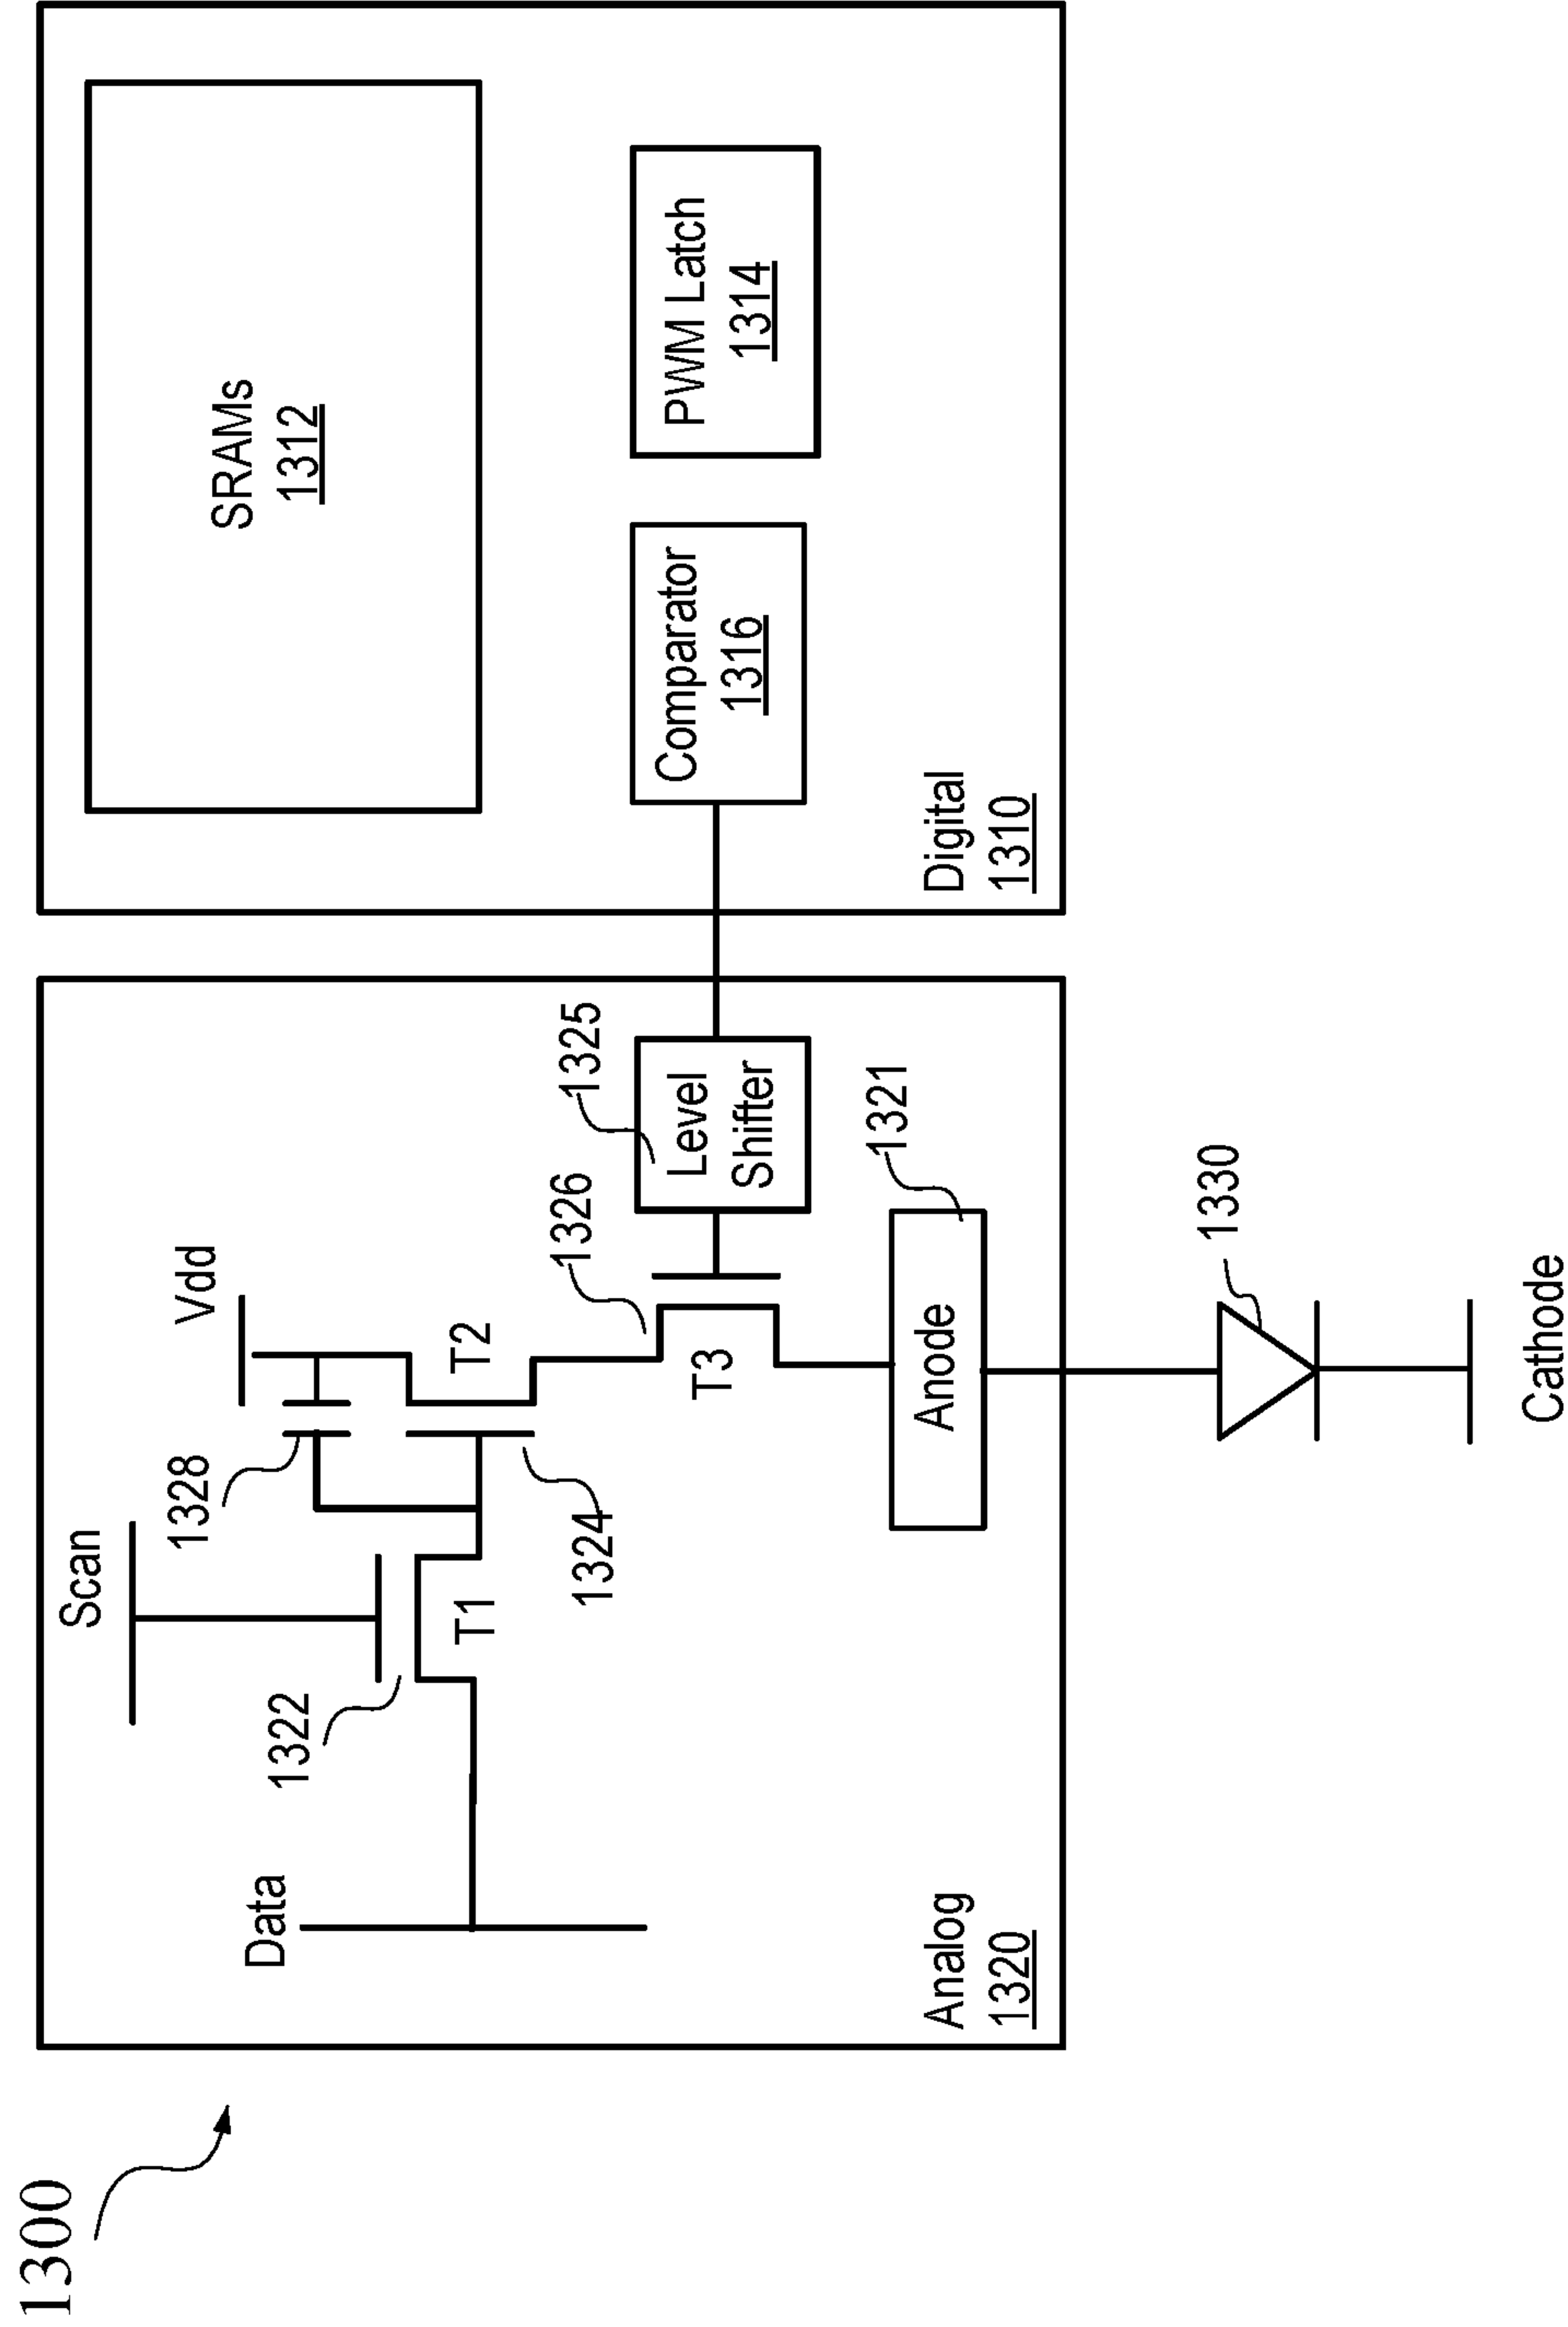 1300
Scan
Data
1322
T1
1328
Vdd
T2
1324
1326
T3
1325
Level
Shifter
1321
Anode
Analog
1320
SRAMs
1312
Comparator
1316
PWM Latch
1314
Digital
1310
1330
Cathode